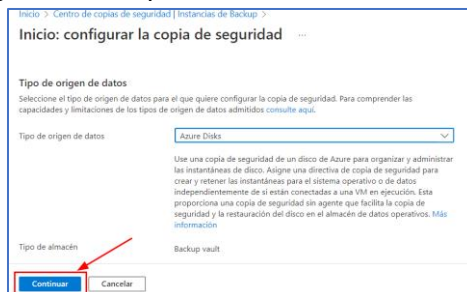 Inicio > Centro de copias de seguridad | Instancias de Backup >
Inicio: configurar la copia de seguridad ...
Tipo de origen de datos
Seleccione el tipo de origen de datos para el que quiere configurar la copia de seguridad. Para comprender las
capacidades y limitaciones de los tipos de origen de datos admitidos consulte aquí.
Tipo de origen de datos
Azure Disks
Use una copia de seguridad de un disco de Azure para organizar y administrar
las instantáneas de disco. Asigne una directiva de copia de seguridad para
crear y retener las instantáneas para el sistema operativo o de datos
independientemente de si están conectadas a una VM en ejecución. Esta
proporciona una copia de seguridad sin agente que facilita la copia de
seguridad y la restauración del disco en el almacén de datos operativos. Más
información
Tipo de almacén
Backup vault
Continuar
Cancelar